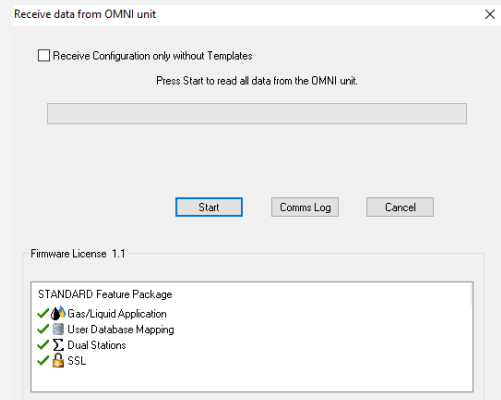 Receive data from OMNI unit
Receive Configuration only without Templates
Press Start to read all data from the OMNI unit.
Start Comms Log Cancel
Firmware License 1.1
STANDARD Feature Package
Gas/Liquid Application
User Database Mapping
Dual Stations
SSL